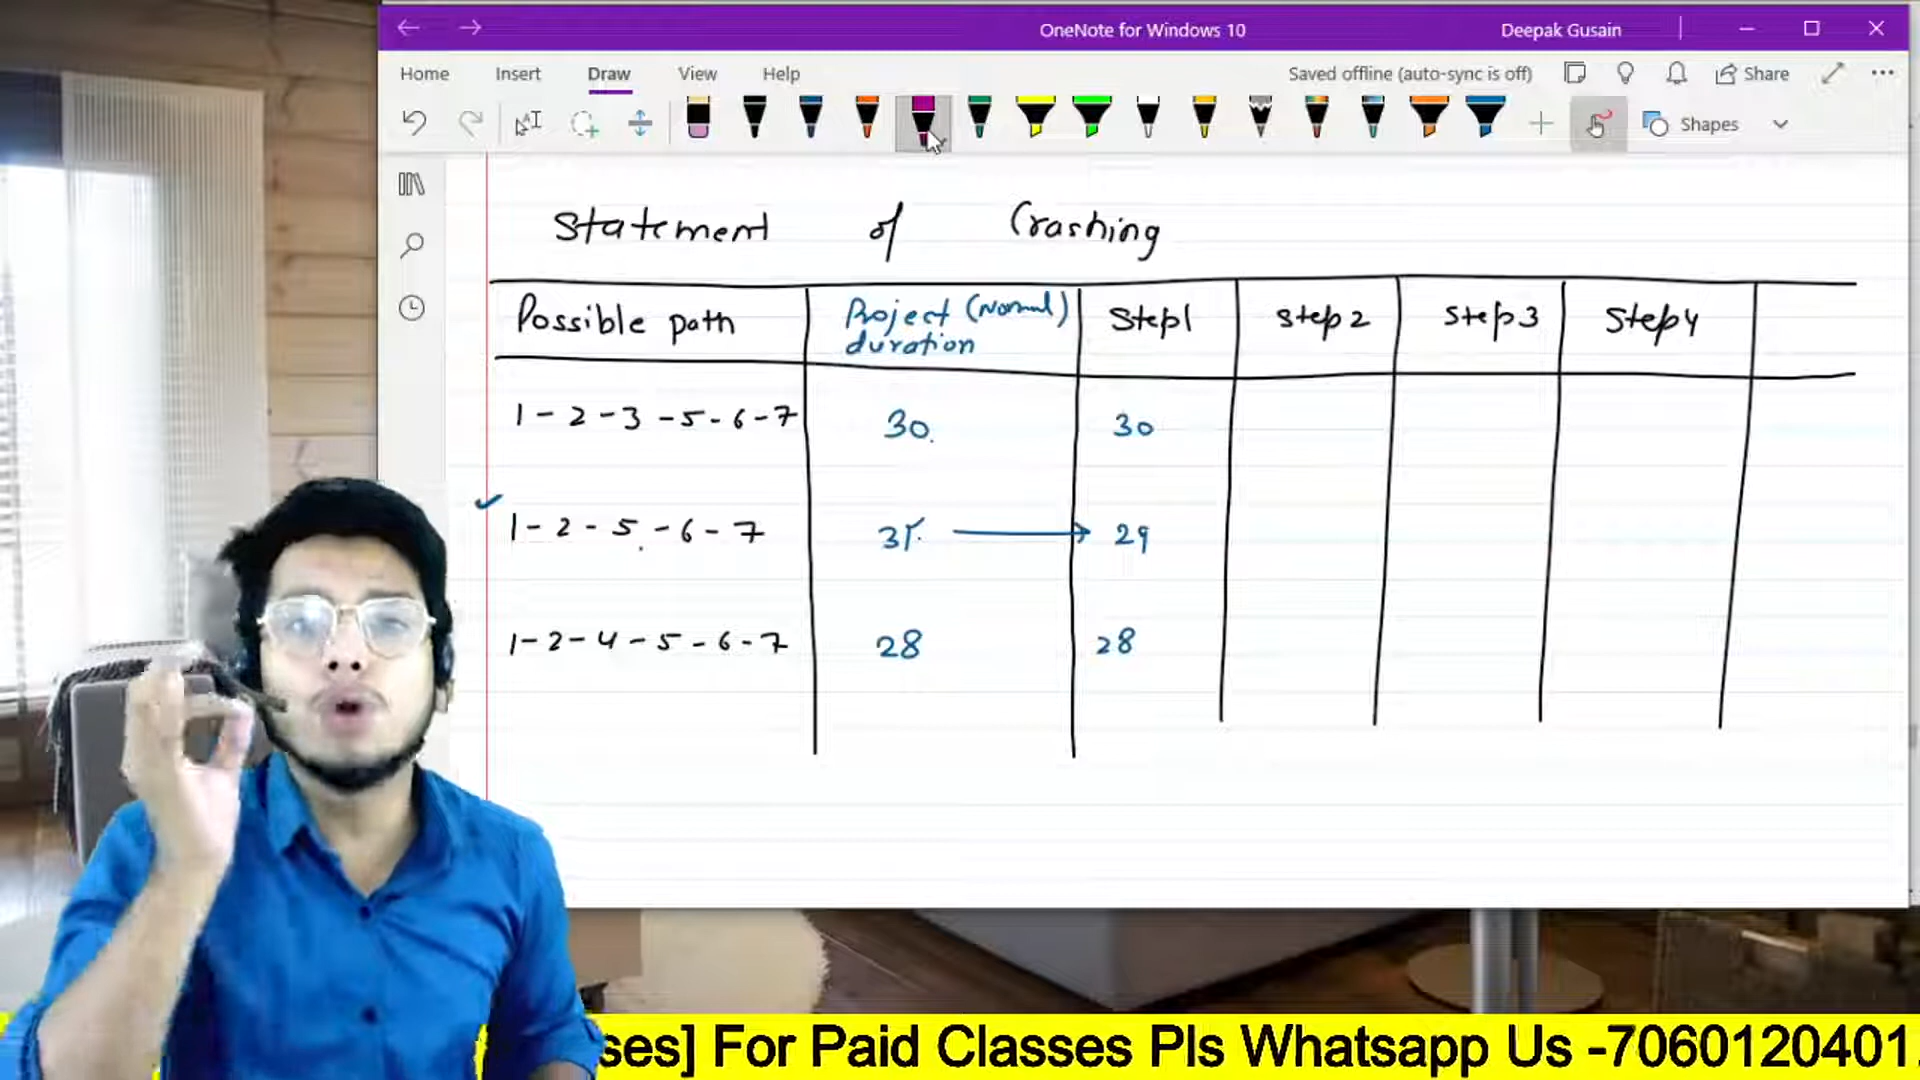 OneNote for Windows 10
Deepak Gusain
Home Insert Draw View Help
Saved offline (auto-sync is off)
Share
Shapes
Statement of Crashing
Possible path
Project (Normal) duration
Step1
Step2
Step3
Step4
1-2-3-5-6-7 30 30
1-2-5-6-7 31 29
1-2-4-5-6-7 28 28
ses] For Paid Classes Pls Whatsapp Us -7060120401